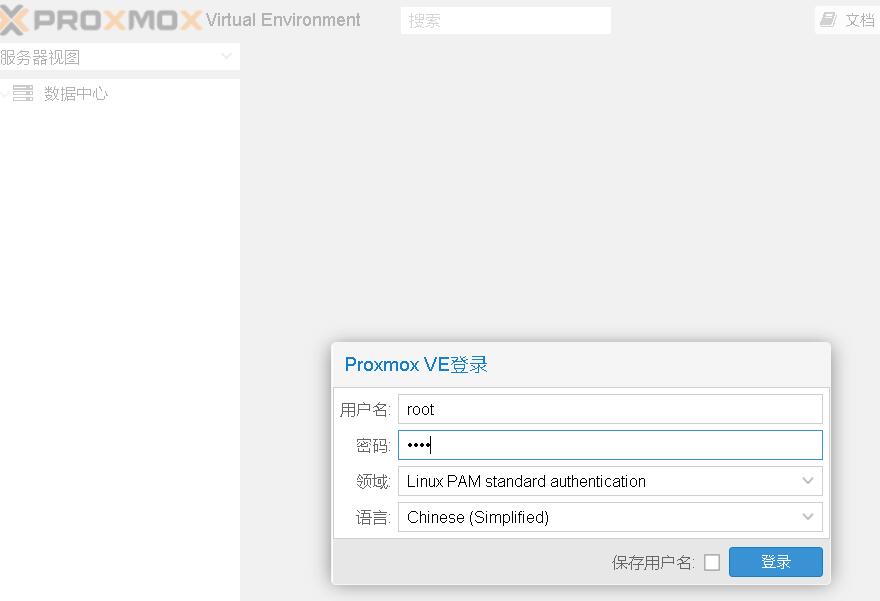 PROXMOX Virtual Environment 搜索 文档
服务器视图
数据中心
Proxmox VE登录
用户名: root
密码: ••••
领域: Linux PAM standard authentication
语言: Chinese (Simplified)
保存用户名: 登录